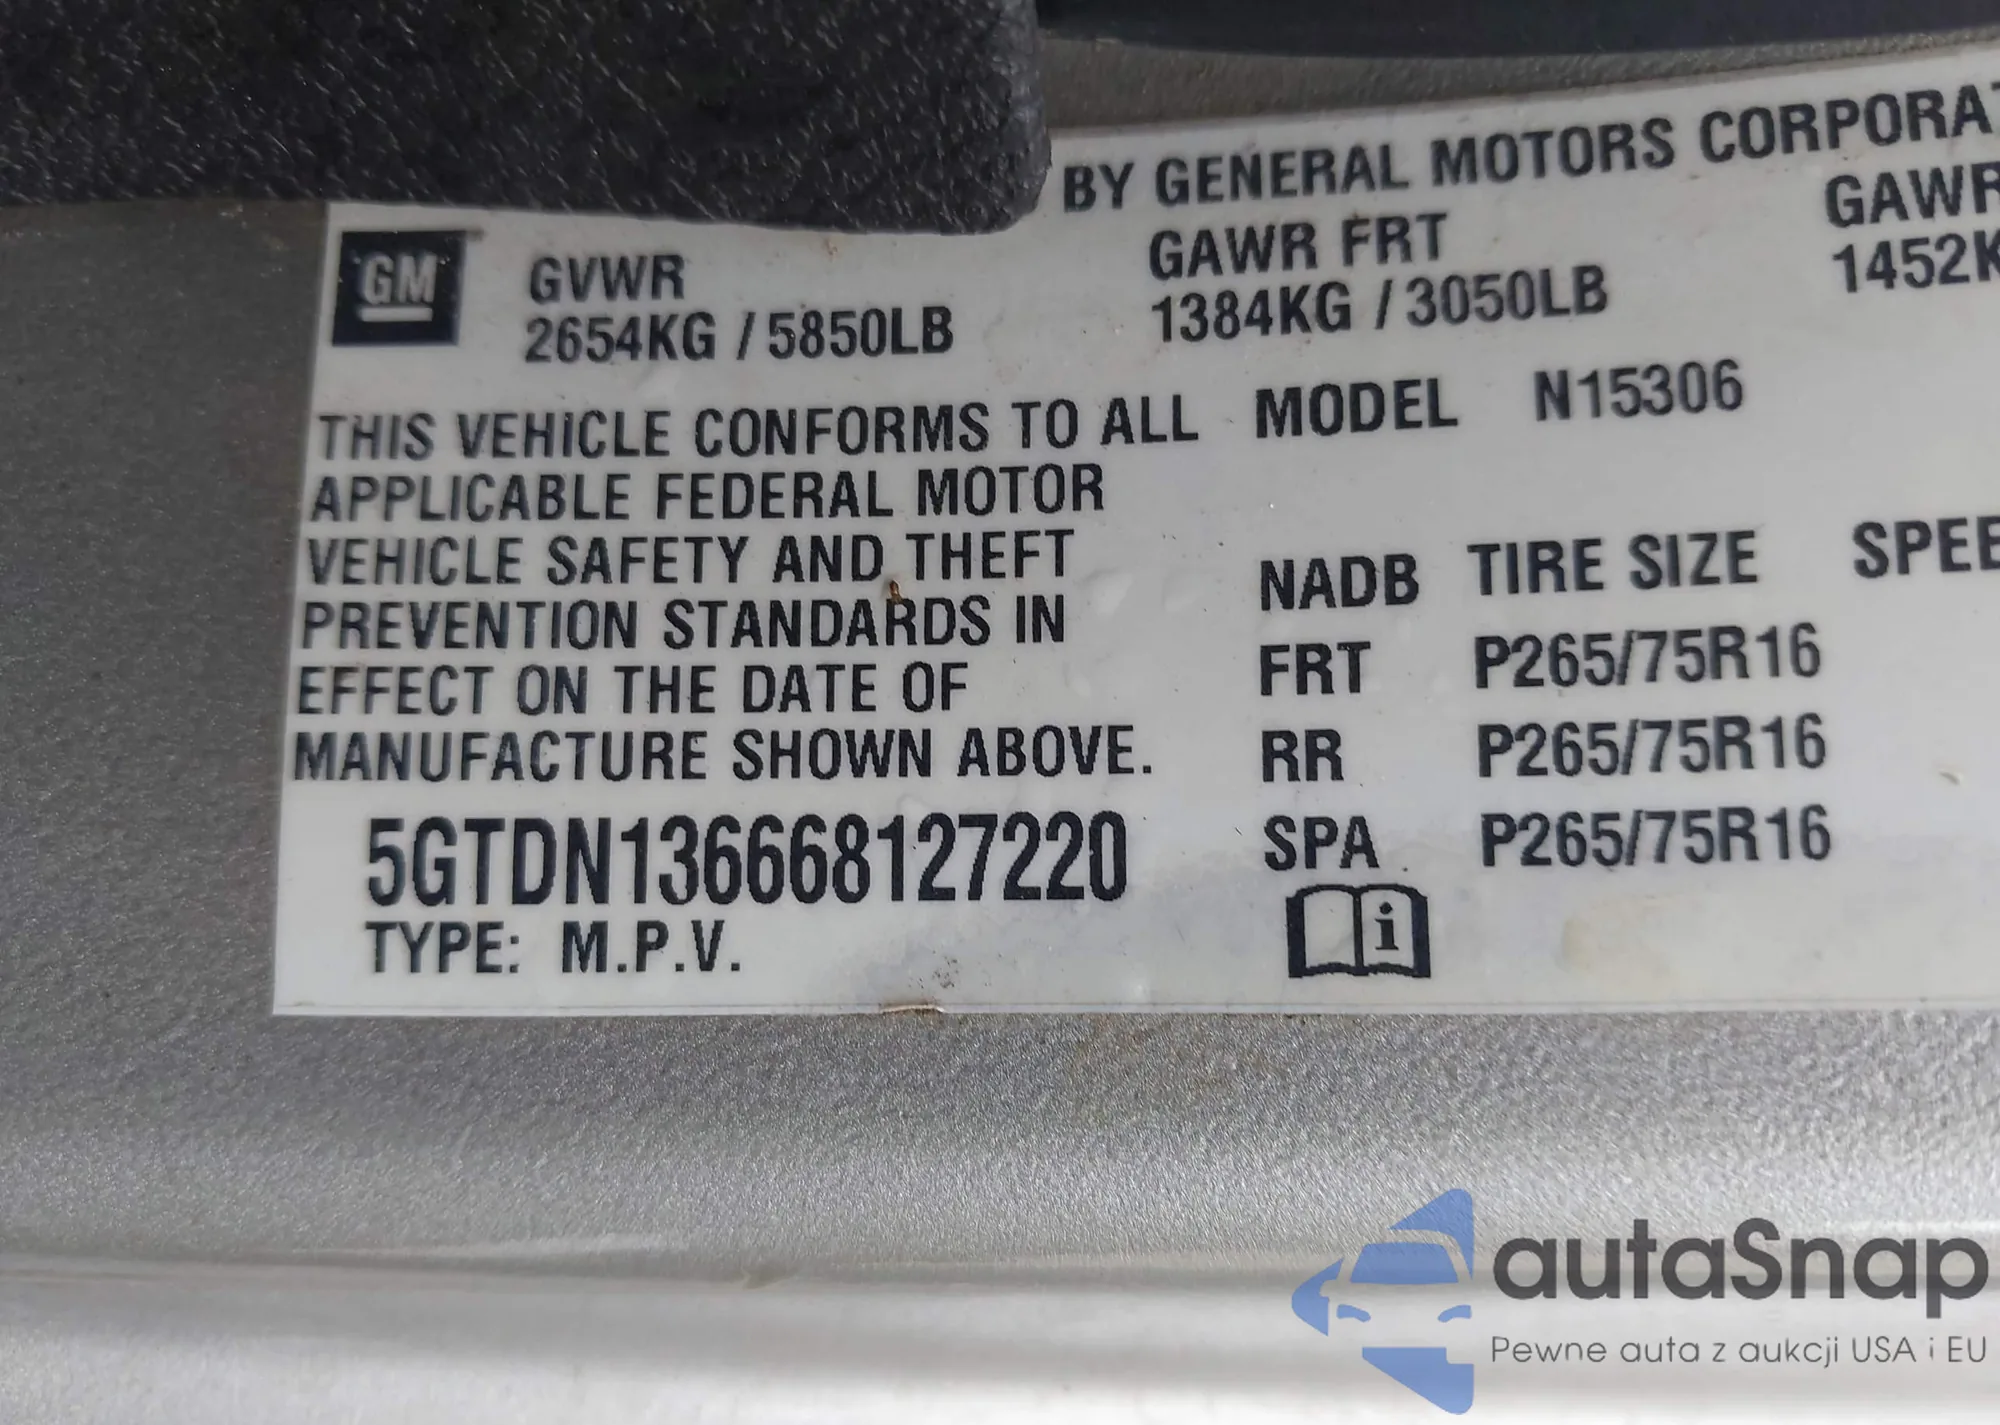 BY GENERAL MOTORS CORPORAT
GM
GVWR
2654KG / 5850LB
GAWR FRT
1384KG / 3050LB
GAWR
1452K
THIS VEHICLE CONFORMS TO ALL
APPLICABLE FEDERAL MOTOR
VEHICLE SAFETY AND THEFT
PREVENTION STANDARDS IN
EFFECT ON THE DATE OF
MANUFACTURE SHOWN ABOVE.
5GTDN136668127220
TYPE: M.P.V.
MODEL N15306
NADB TIRE SIZE SPEE
FRT P265/75R16
RR P265/75R16
SPA P265/75R16
i
autaSnap
Pewne auta z aukcji USA i EU